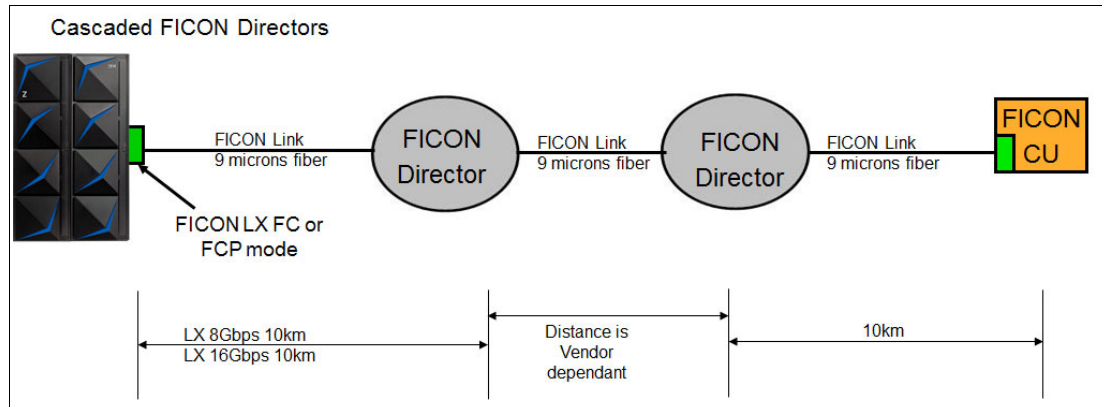 Cascaded FICON Directors
Z
FICON Link
9 microns fiber
FICON
Director
FICON Link
9 microns fiber
FICON
Director
FICON Link
9 microns fiber
FICON
CU
FICON LX FC or
FCP mode
LX 8Gbps 10km
LX 16Gbps 10km
Distance is
Vendor
dependant
10km